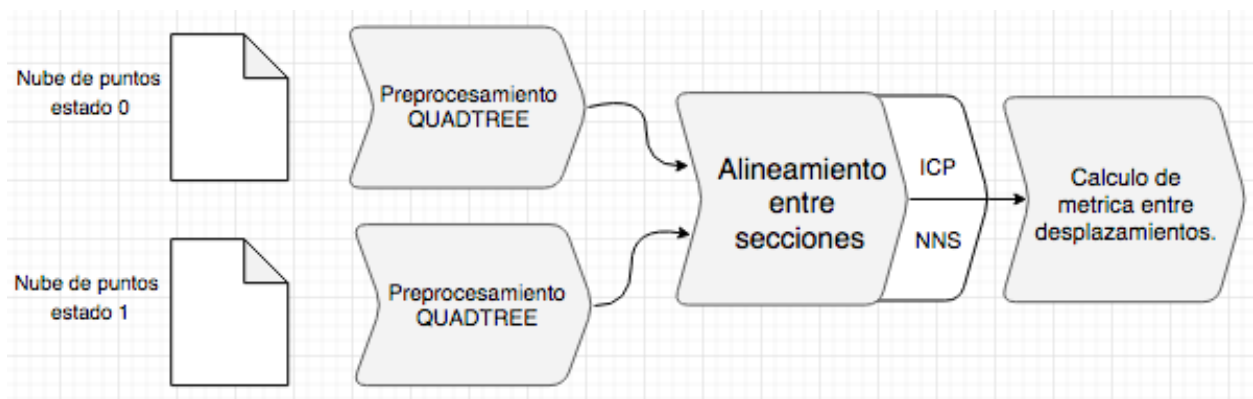 Nube de puntos
estado 0
Preprocesamiento
QUADTREE
Nube de puntos
estado 1
Preprocesamiento
QUADTREE
Alineamiento
entre
secciones
ICP
NNS
Calculo de
metrica entre
desplazamientos.